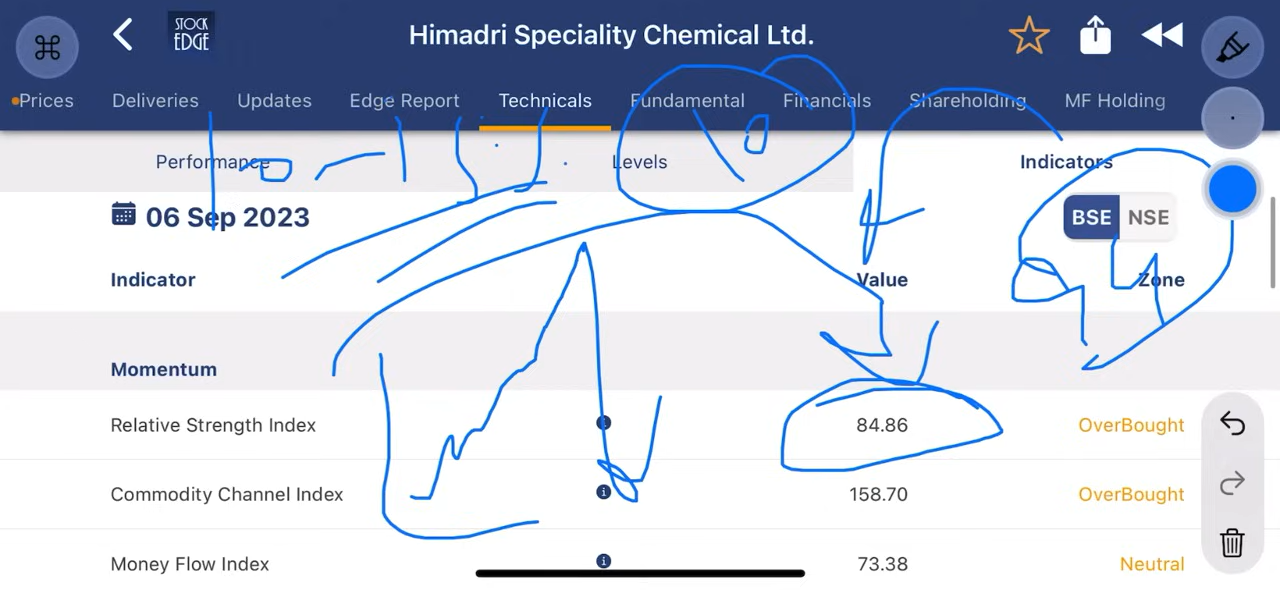 STOCK EDGE
Himadri Speciality Chemical Ltd.
Prices Deliveries Updates Edge Report Technicals Fundamental Financials Shareholding MF Holding
Performance Levels Indicators
06 Sep 2023 BSE NSE
Indicator Value Zone
Momentum
Relative Strength Index 84.86 OverBought
Commodity Channel Index 158.70 OverBought
Money Flow Index 73.38 Neutral